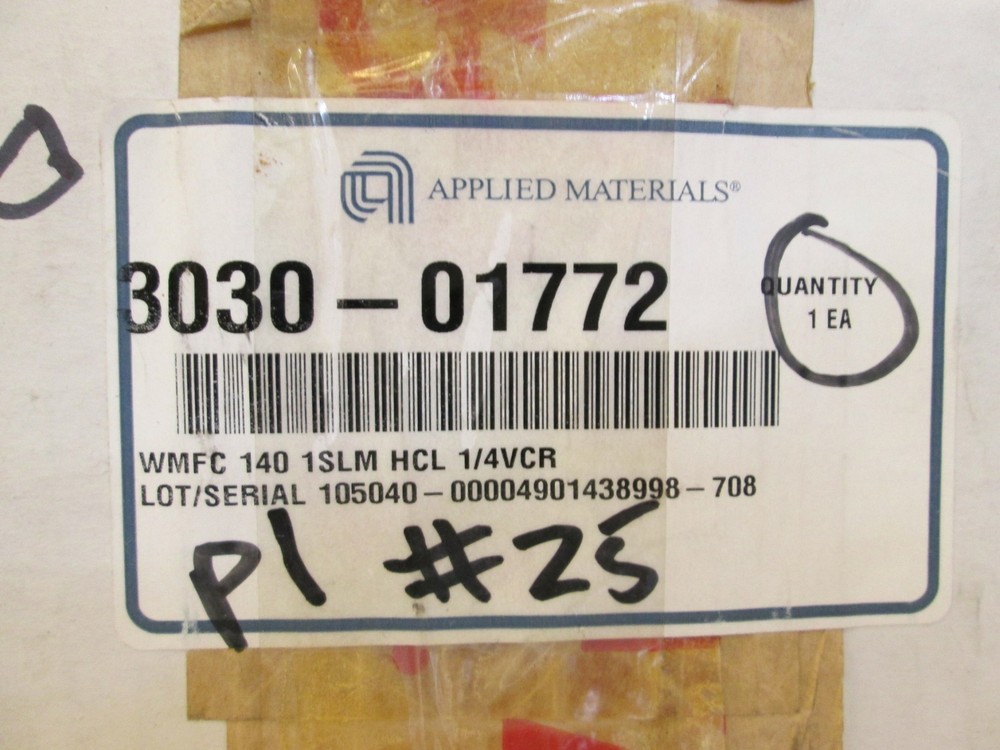 APPLIED MATERIALS®
3030-01772
QUANTITY
1 EA
WMFC 140 1SLM HCL 1/4VCR
LOT/SERIAL 105040-00004901438998-708
Pl #25